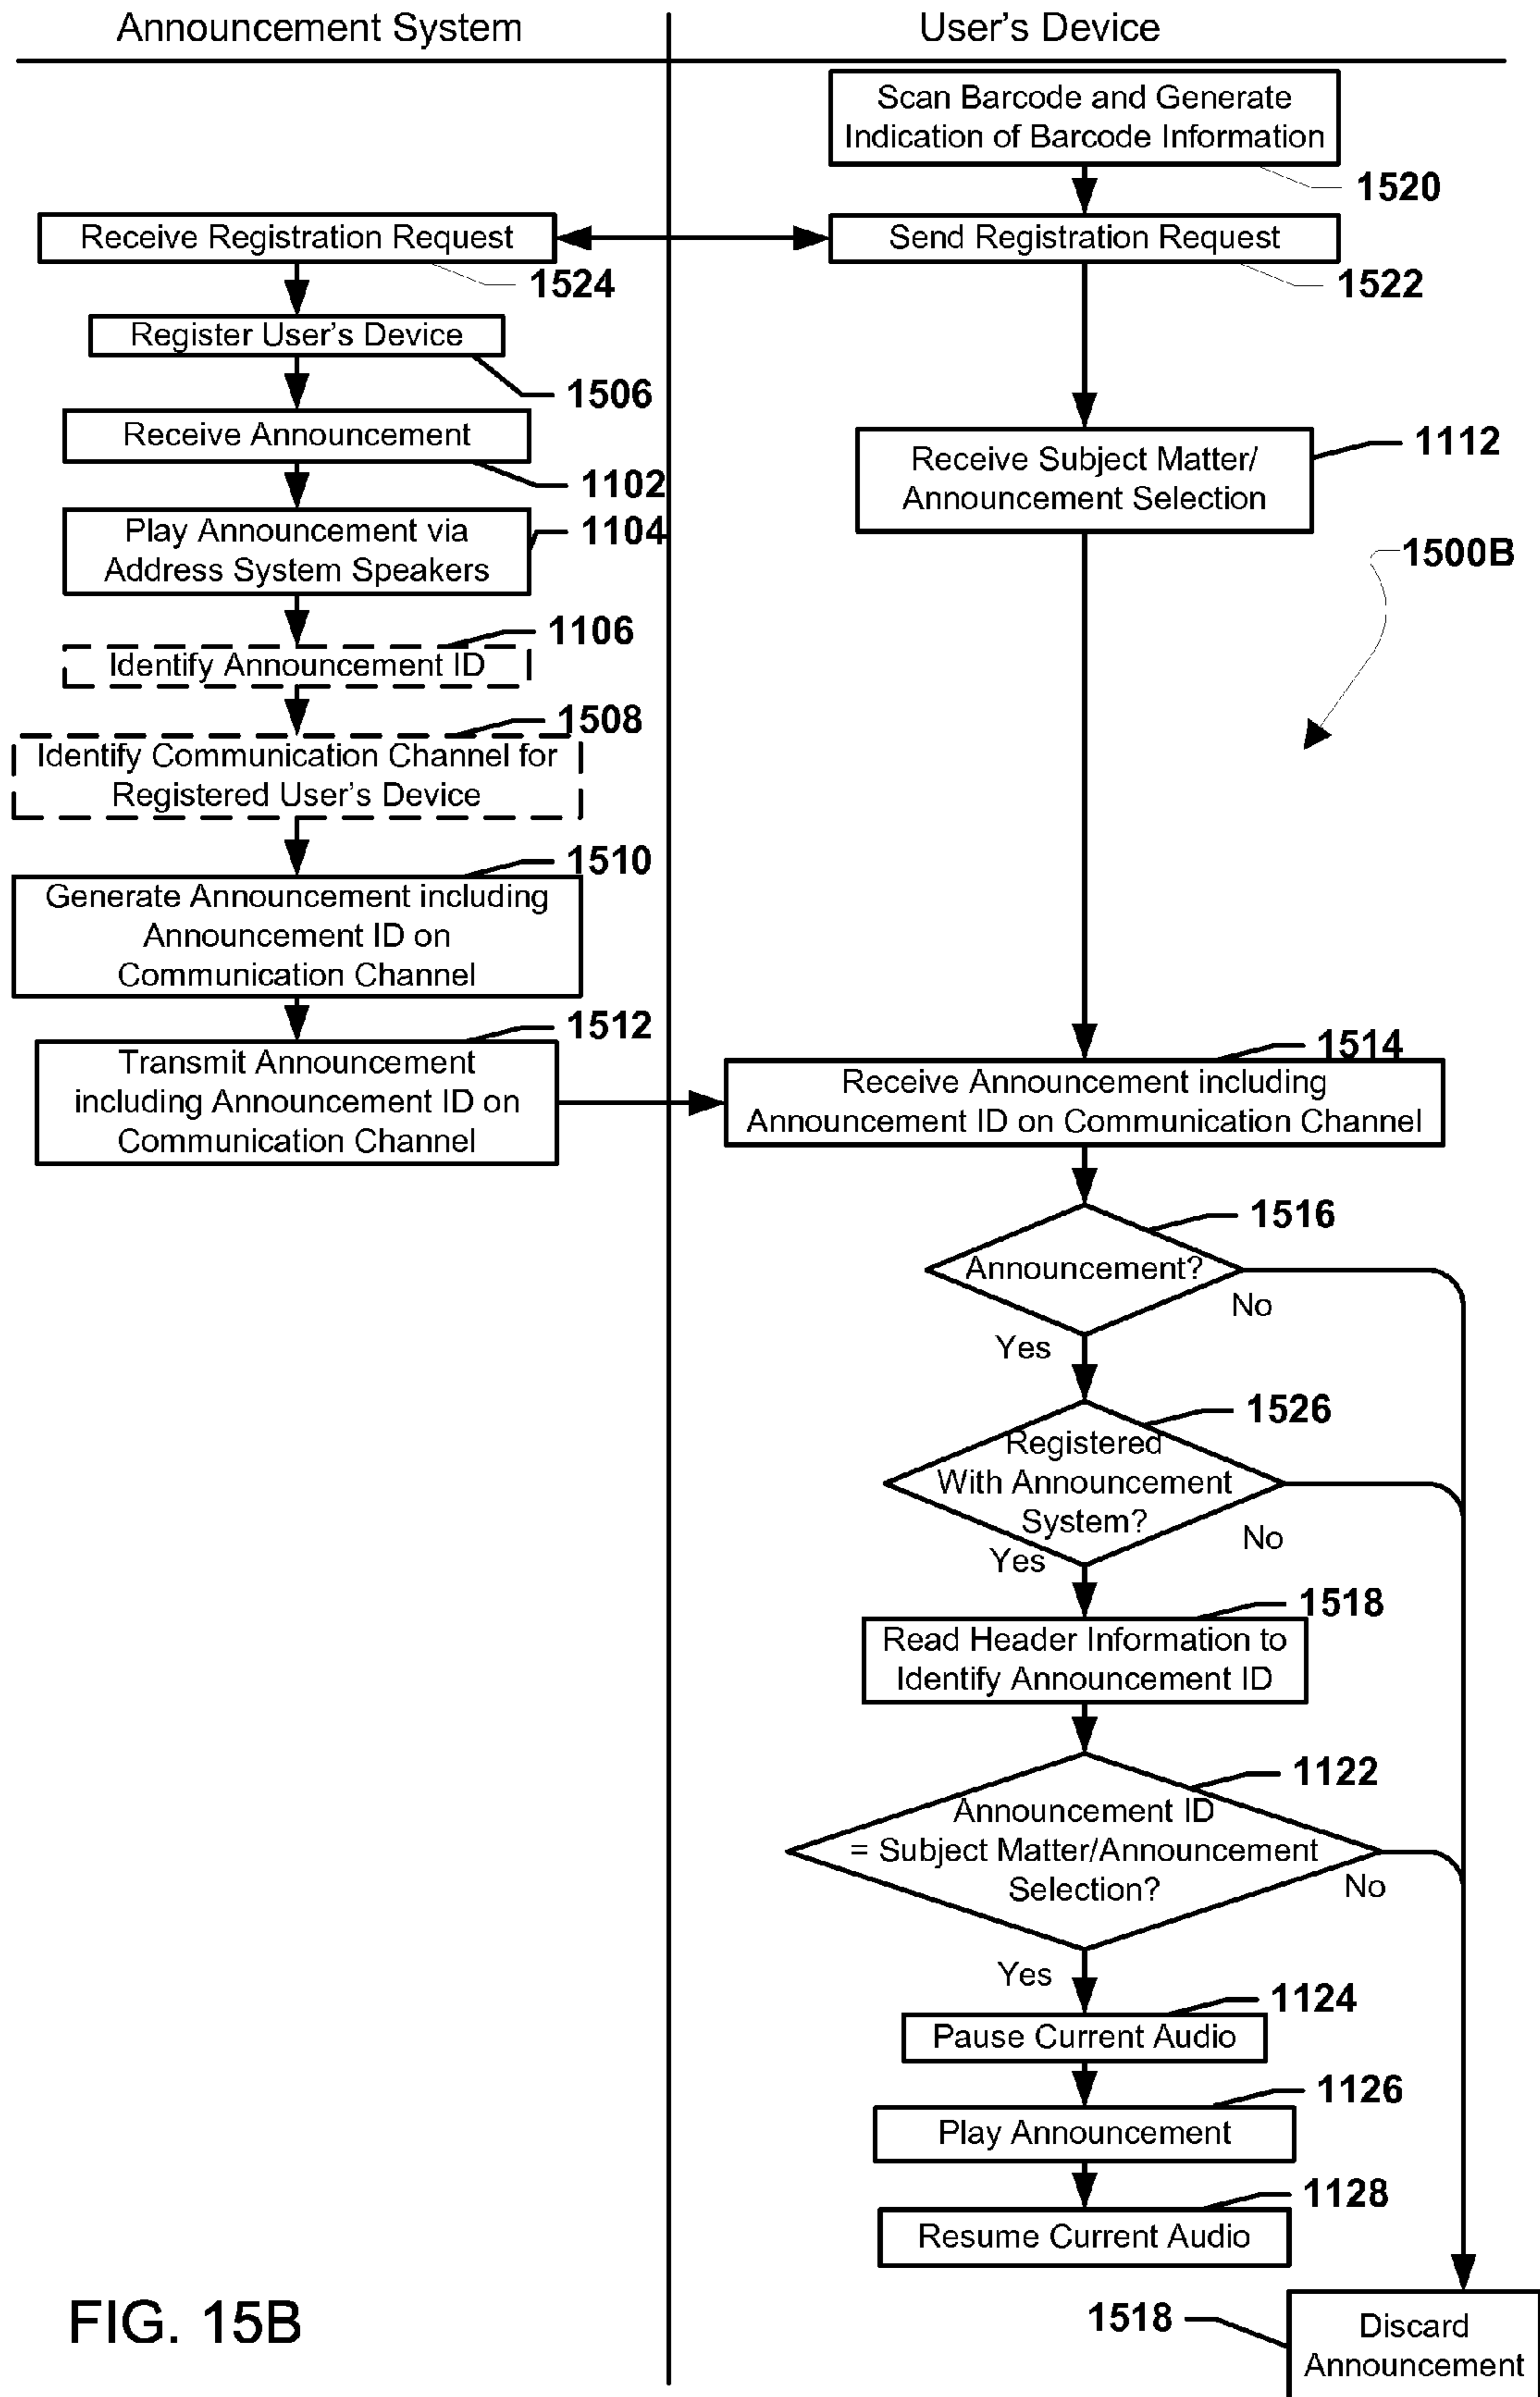 Announcement System
User's Device
Scan Barcode and Generate
Indication of Barcode Information
1520
Receive Registration Request
1524
Send Registration Request
1522
Register User's Device
1506
Receive Announcement
1102
Receive Subject Matter/
Announcement Selection
1112
Play Announcement via
Address System Speakers
1104
1500B
Identify Announcement ID
1106
Identify Communication Channel for
Registered User's Device
1508
Generate Announcement including
Announcement ID on
Communication Channel
1510
Transmit Announcement
including Announcement ID on
Communication Channel
1512
Receive Announcement including
Announcement ID on Communication Channel
1514
Announcement?
1516
No
Yes
Registered
With Announcement
System?
1526
No
Yes
Read Header Information to
Identify Announcement ID
1518
Announcement ID
= Subject Matter/Announcement
Selection?
1122
No
Yes
Pause Current Audio
1124
Play Announcement
1126
Resume Current Audio
1128
Discard
Announcement
1518
FIG. 15B